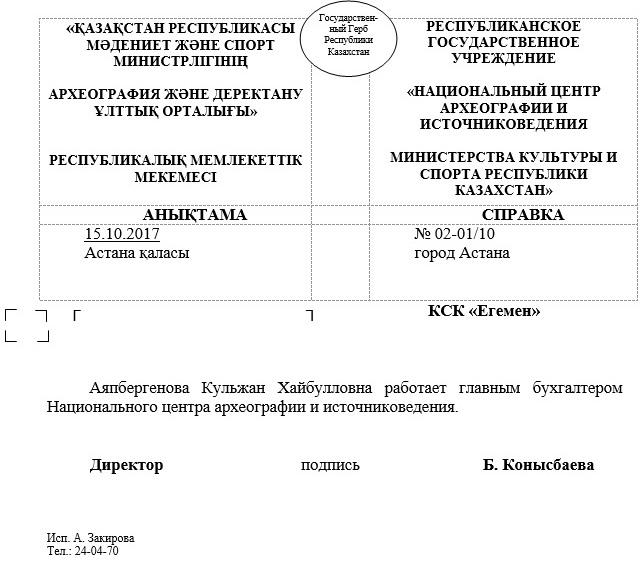 «ҚАЗАҚСТАН РЕСПУБЛИКАСЫ
МӘДЕНИЕТ ЖӘНЕ СПОРТ
МИНИСТРЛІГІНІҢ
АРХЕОГРАФИЯ ЖӘНЕ ДЕРЕКТАНУ
ҰЛТТЫҚ ОРТАЛЫҒЫ»
РЕСПУБЛИКАЛЫҚ МЕМЛЕКЕТТІК
МЕКЕМЕСІ
Государствен-
ный Герб
Республики
Казахстан
РЕСПУБЛИКАНСКОЕ
ГОСУДАРСТВЕННОЕ
УЧРЕЖДЕНИЕ
«НАЦИОНАЛЬНЫЙ ЦЕНТР
АРХЕОГРАФИИ И
ИСТОЧНИКОВЕДЕНИЯ
МИНИСТЕРСТВА КУЛЬТУРЫ И
СПОРТА РЕСПУБЛИКИ
КАЗАХСТАН»
АНЫҚТАМА
СПРАВКА
15.10.2017
№ 02-01/10
Астана қаласы
город Астана
КСК «Егемен»
Аяпбергенова Кульжан Хайбулловна работает главным бухгалтером
Национального центра археографии и источниковедения.
Директор подпись Б. Конысбаева
Исп. А. Закирова
Тел.: 24-04-70